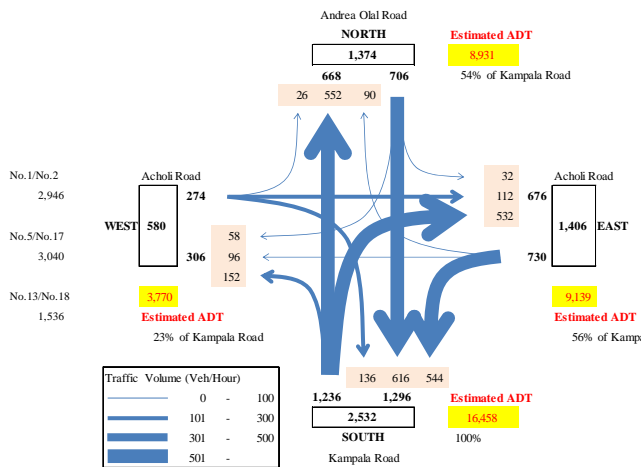 Andrea Olal Road
NORTH
Estimated ADT
1,374
8,931
668 706
54% of Kampala Road
26 552 90
No.1/No.2
Acholi Road
32
Acholi Road
2,946
274
112
676
WEST
580
532
1,406
EAST
No.5/No.17
58
3,040
306
96
730
152
No.13/No.18
3,770
9,139
1,536
Estimated ADT
Estimated ADT
23% of Kampala Road
56% of Kampa
136 616 544
Traffic Volume (Veh/Hour)
0 - 100
101 - 300
301 - 500
501 -
1,236 1,296
Estimated ADT
2,532
16,458
SOUTH
100%
Kampala Road